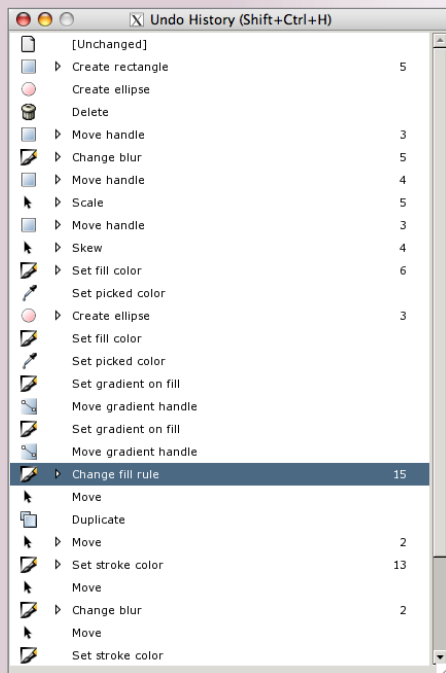 Undo History (Shift+Ctrl+H)
[Unchanged]
Create rectangle 5
Create ellipse
Delete
Move handle 3
Change blur 5
Move handle 4
Scale 5
Move handle 3
Skew 4
Set fill color 6
Set picked color
Create ellipse 3
Set fill color
Set picked color
Set gradient on fill
Move gradient handle
Set gradient on fill
Move gradient handle
Change fill rule 15
Move
Duplicate
Move 2
Set stroke color 13
Move
Change blur 2
Move
Set stroke color